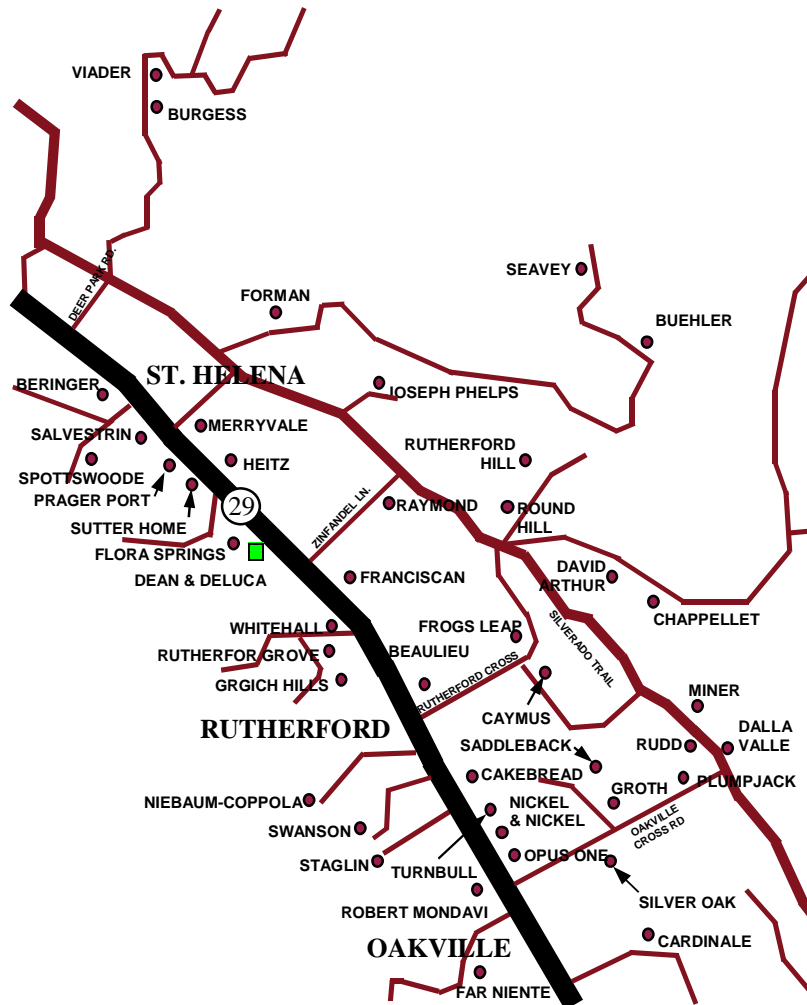 VIADER
BURGESS
SEAVEY
DEER PARK RD.
FORMAN
BUEHLER
ST. HELENA
BERINGER
JOSEPH PHELPS
MERRYVALE
SALVESTRIN
RUTHERFORD
HILL
HEITZ
SPOTTSWOODE
PRAGER PORT
29
ZINFANDEL LN.
RAYMOND
ROUND
HILL
SUTTER HOME
FLORA SPRINGS
DEAN & DELUCA
FRANCISCAN
DAVID
ARTHUR
CHAPPELLET
WHITEHALL
FROGS LEAP
SILVERADO TRAIL
RUTHERFOR GROVE
BEAULIEU
GRGICH HILLS
RUTHERFORD CROSS
CAYMUS
MINER
RUTHERFORD
SADDLEBACK
RUDD
DALLA
VALLE
CAKEBREAD
PLUMPJACK
NIEBAUM-COPPOLA
NICKEL
& NICKEL
GROTH
SWANSON
OAKVILLE
CROSS RD
STAGLIN
TURNBULL
OPUS ONE
ROBERT MONDAVI
SILVER OAK
OAKVILLE
CARDINALE
FAR NIENTE